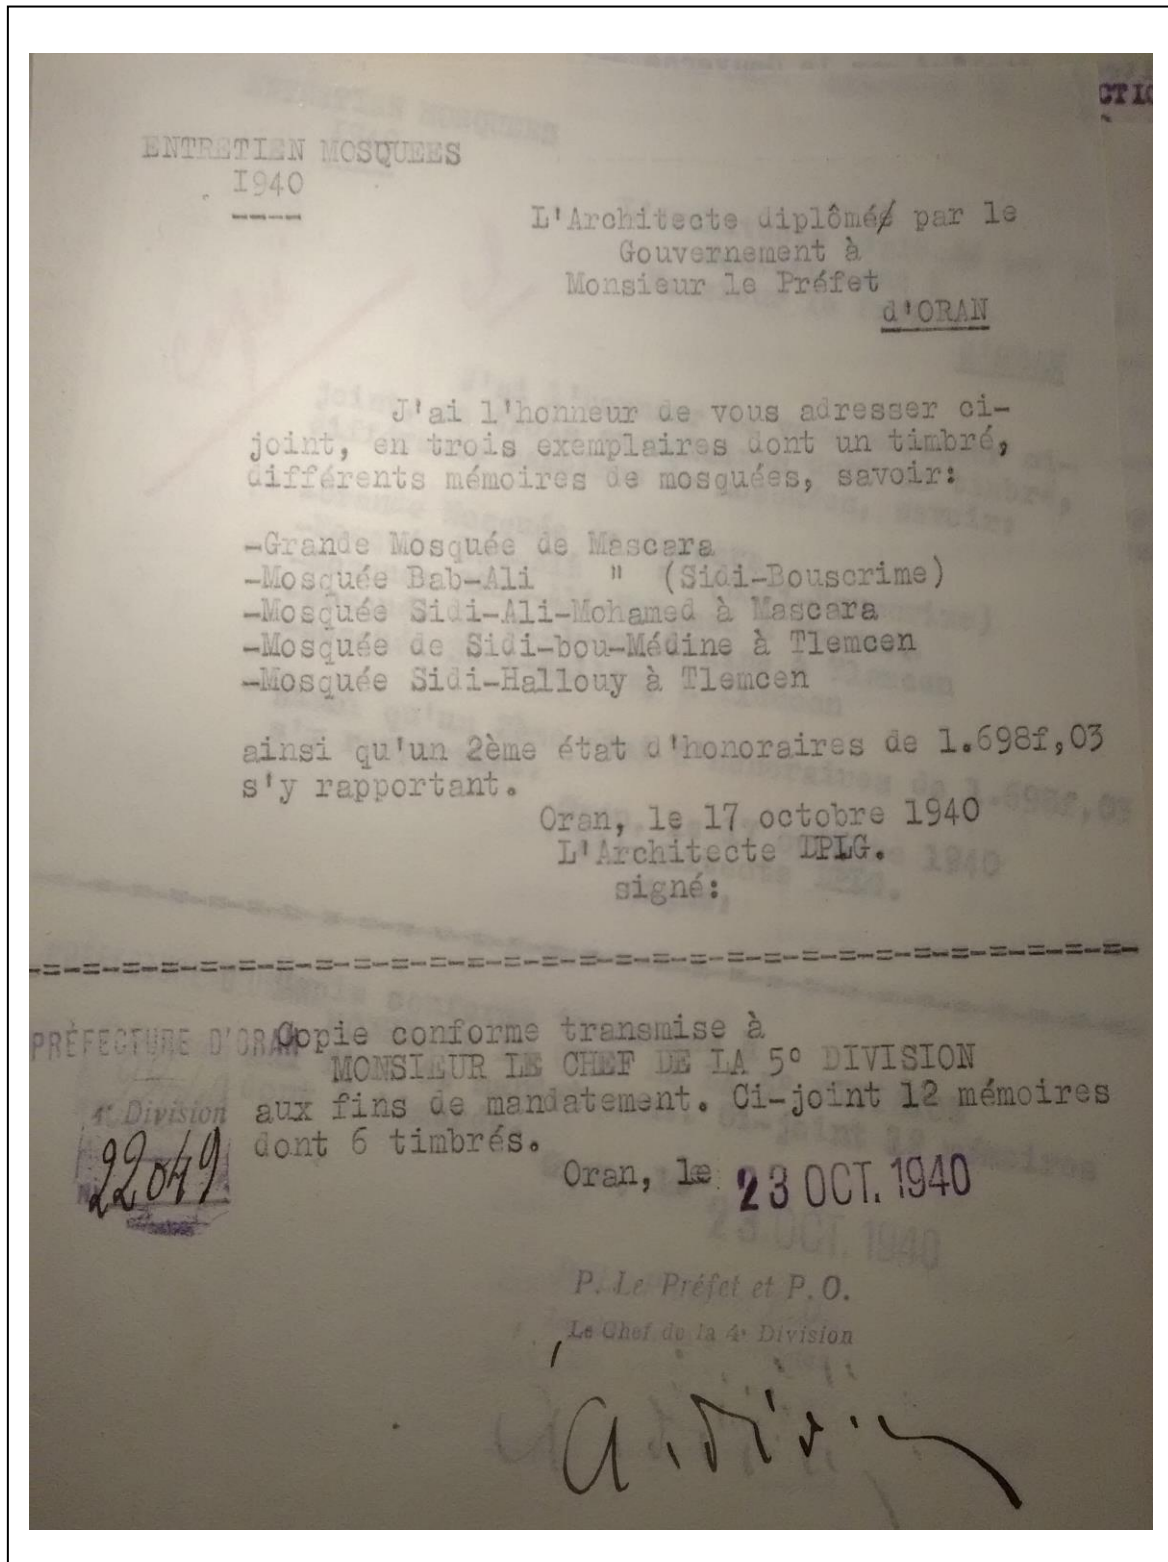 CTIO
ENTRETIEN MOSQUEES
I940
L'Architecte diplômé par le
Gouvernement à
Monsieur le Préfet
d'ORAN
J'ai l'honneur de vous adresser ci-
joint, en trois exemplaires dont un timbré,
différents mémoires de mosquées, savoir:
-Grande Mosquée de Mascara
-Mosquée Bab-Ali " (Sidi-Bouscrime)
-Mosquée Sidi-Ali-Mohamed à Mascara
-Mosquée de Sidi-bou-Médine à Tlemcen
-Mosquée Sidi-Hallouy à Tlemcen
ainsi qu'un 2ème état d'honoraires de 1.698f,03
s'y rapportant.
Oran, le 17 octobre 1940
L'Architecte DPLG.
signé:
-=-=-=-=-=-=-=-=-=-=-=-=-=-=-=-=-=-=-=-=-=-=-=-=-=-=-=-=-=-
PRÉFECTURE D'ORAN
Copie conforme transmise à
MONSIEUR LE CHEF DE LA 5° DIVISION
4e Division
aux fins de mandatement. Ci-joint 12 mémoires
dont 6 timbrés.
22049
Oran, le 23 OCT. 1940
P. Le Préfet et P.O.
Le Chef de la 4e Division